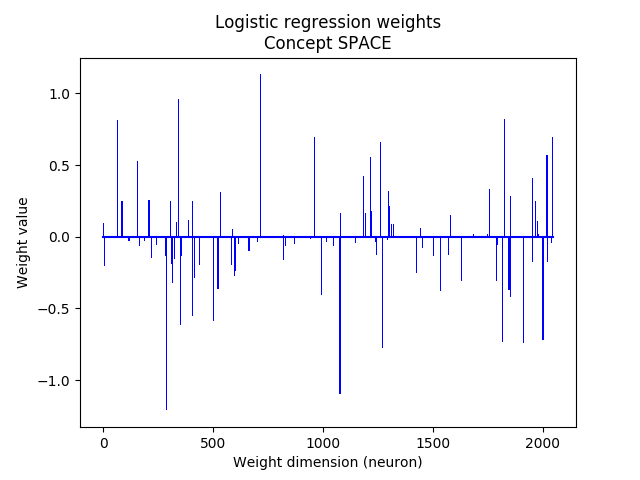 Logistic regression weights
Concept SPACE
1.0
0.5
0.0
−0.5
−1.0
Weight value
0
500
1000
1500
2000
Weight dimension (neuron)